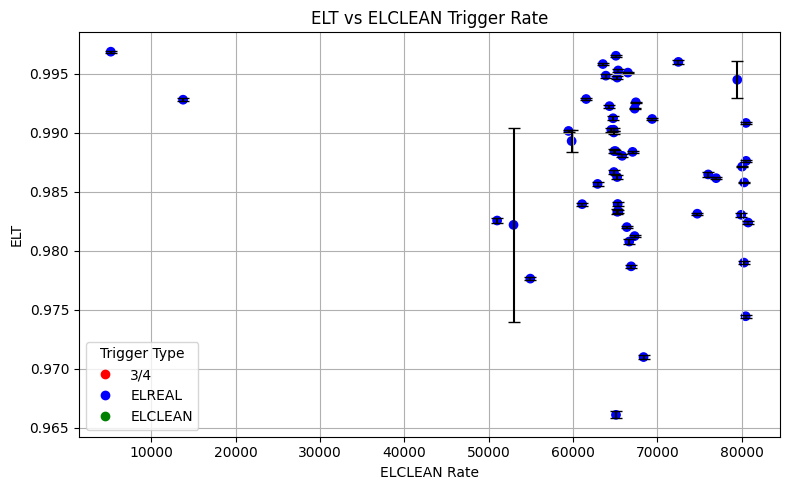 ELT vs ELCLEAN Trigger Rate
ELT
0.995
0.990
0.985
0.980
0.975
0.970
0.965
Trigger Type
3/4
ELREAL
ELCLEAN
10000 20000 30000 40000 50000 60000 70000 80000
ELCLEAN Rate